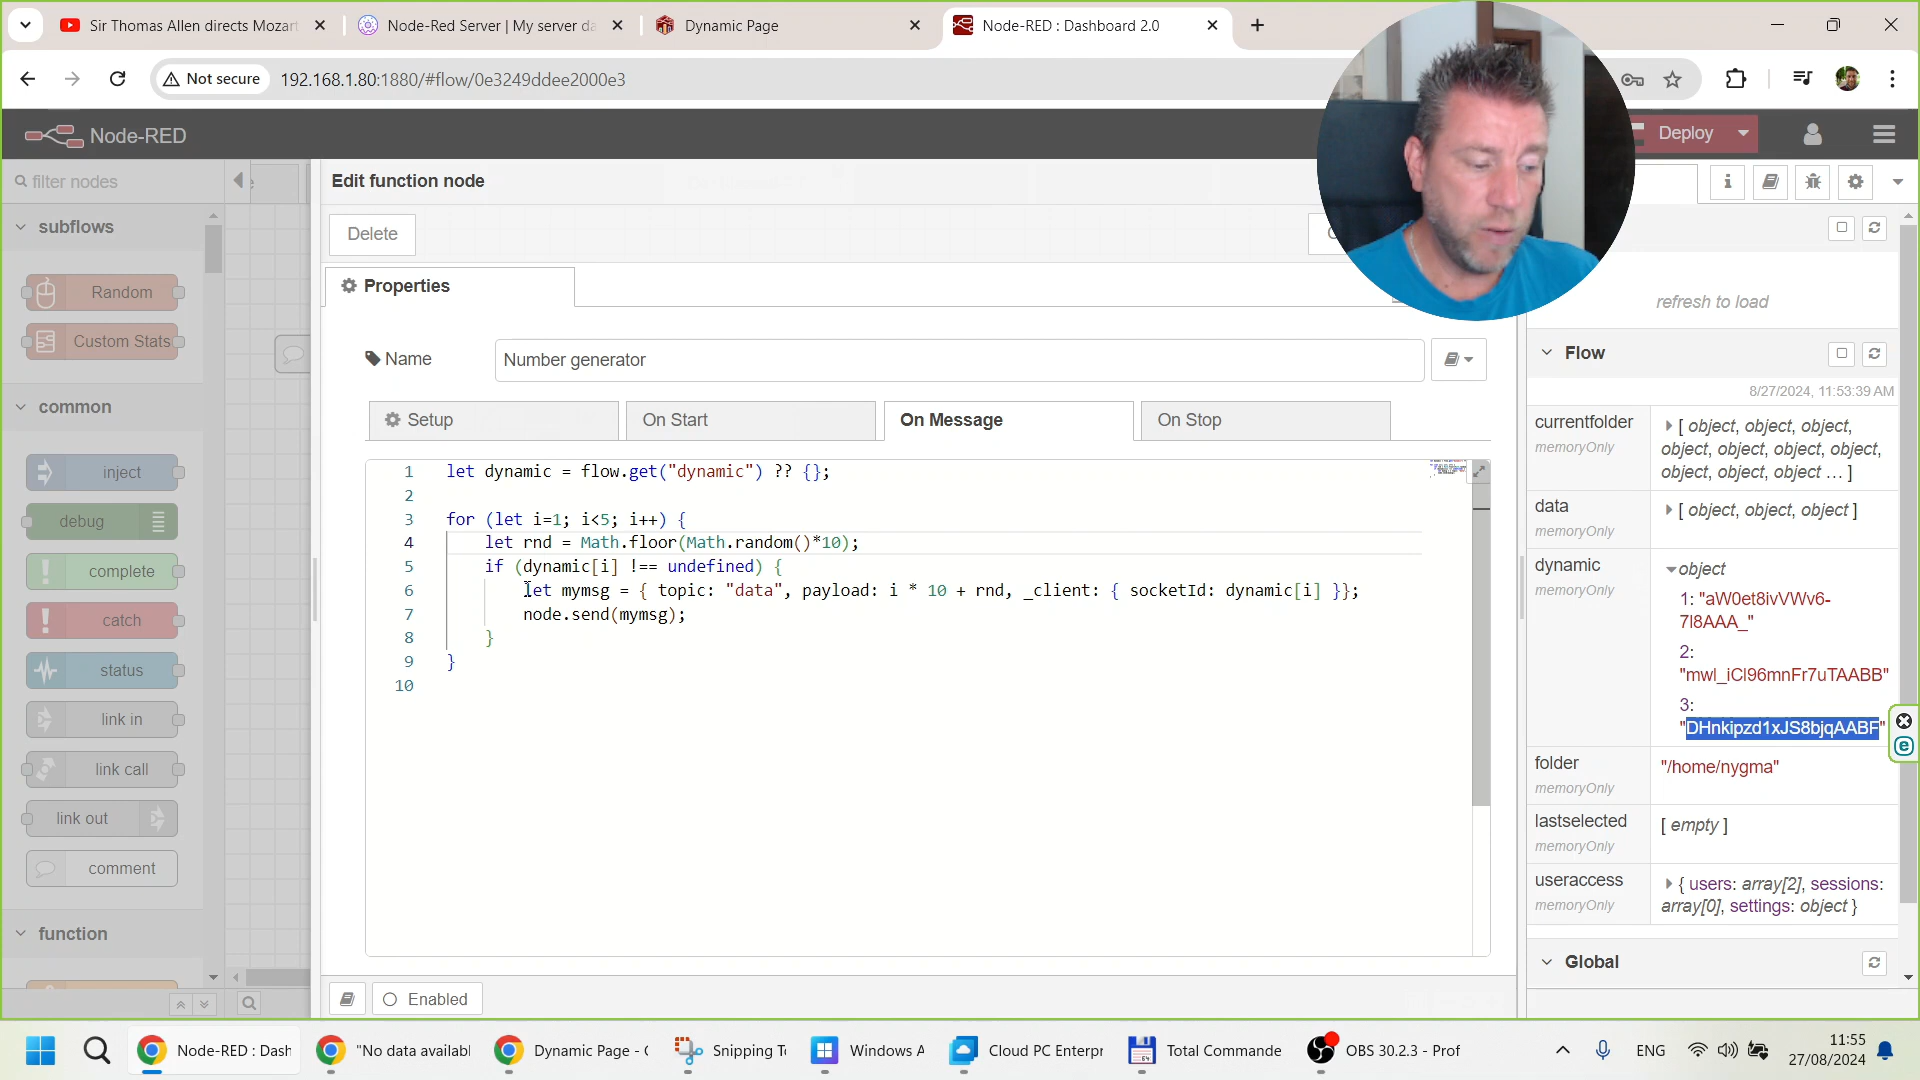 Sir Thomas Allen directs Mozart
Node-Red Server | My server da
Dynamic Page
Node-RED : Dashboard 2.0
Not secure
192.168.1.80:1880/#flow/0e3249ddee2000e3
Node-RED
Deploy
filter nodes
Edit function node
subflows
Delete
Random
Properties
refresh to load
Custom Stats
Name
Number generator
Flow
8/27/2024, 11:53:39 AM
common
Setup
On Start
On Message
On Stop
currentfolder
memoryOnly
[ object, object, object,
object, object, object, object,
object, object, object … ]
inject
1 let dynamic = flow.get("dynamic") ?? {};
2
data
memoryOnly
[ object, object, object ]
debug
3 for (let i=1; i<5; i++) {
4 let rnd = Math.floor(Math.random()*10);
complete
5 if (dynamic[i] !== undefined) {
6 let mymsg = { topic: "data", payload: i * 10 + rnd, _client: { socketId: dynamic[i] }};
7 node.send(mymsg);
8 }
9 }
10
dynamic
memoryOnly
object
1: "aW0et8ivVWv6-
7l8AAA_"
2:
"mwl_iCl96mnFr7uTAABB"
3:
"DHnkipzd1xJS8bjqAABF"
catch
status
link in
link call
link out
comment
function
folder
memoryOnly
"/home/nygma"
lastselected
memoryOnly
[ empty ]
useraccess
memoryOnly
{ users: array[2], sessions:
array[0], settings: object }
Global
Enabled
Node-RED : Dash
"No data availabl
Dynamic Page - 
Snipping To
Windows A
Cloud PC Enterpr
64
Total Commande
OBS 30.2.3 - Prof
ENG
11:55
27/08/2024